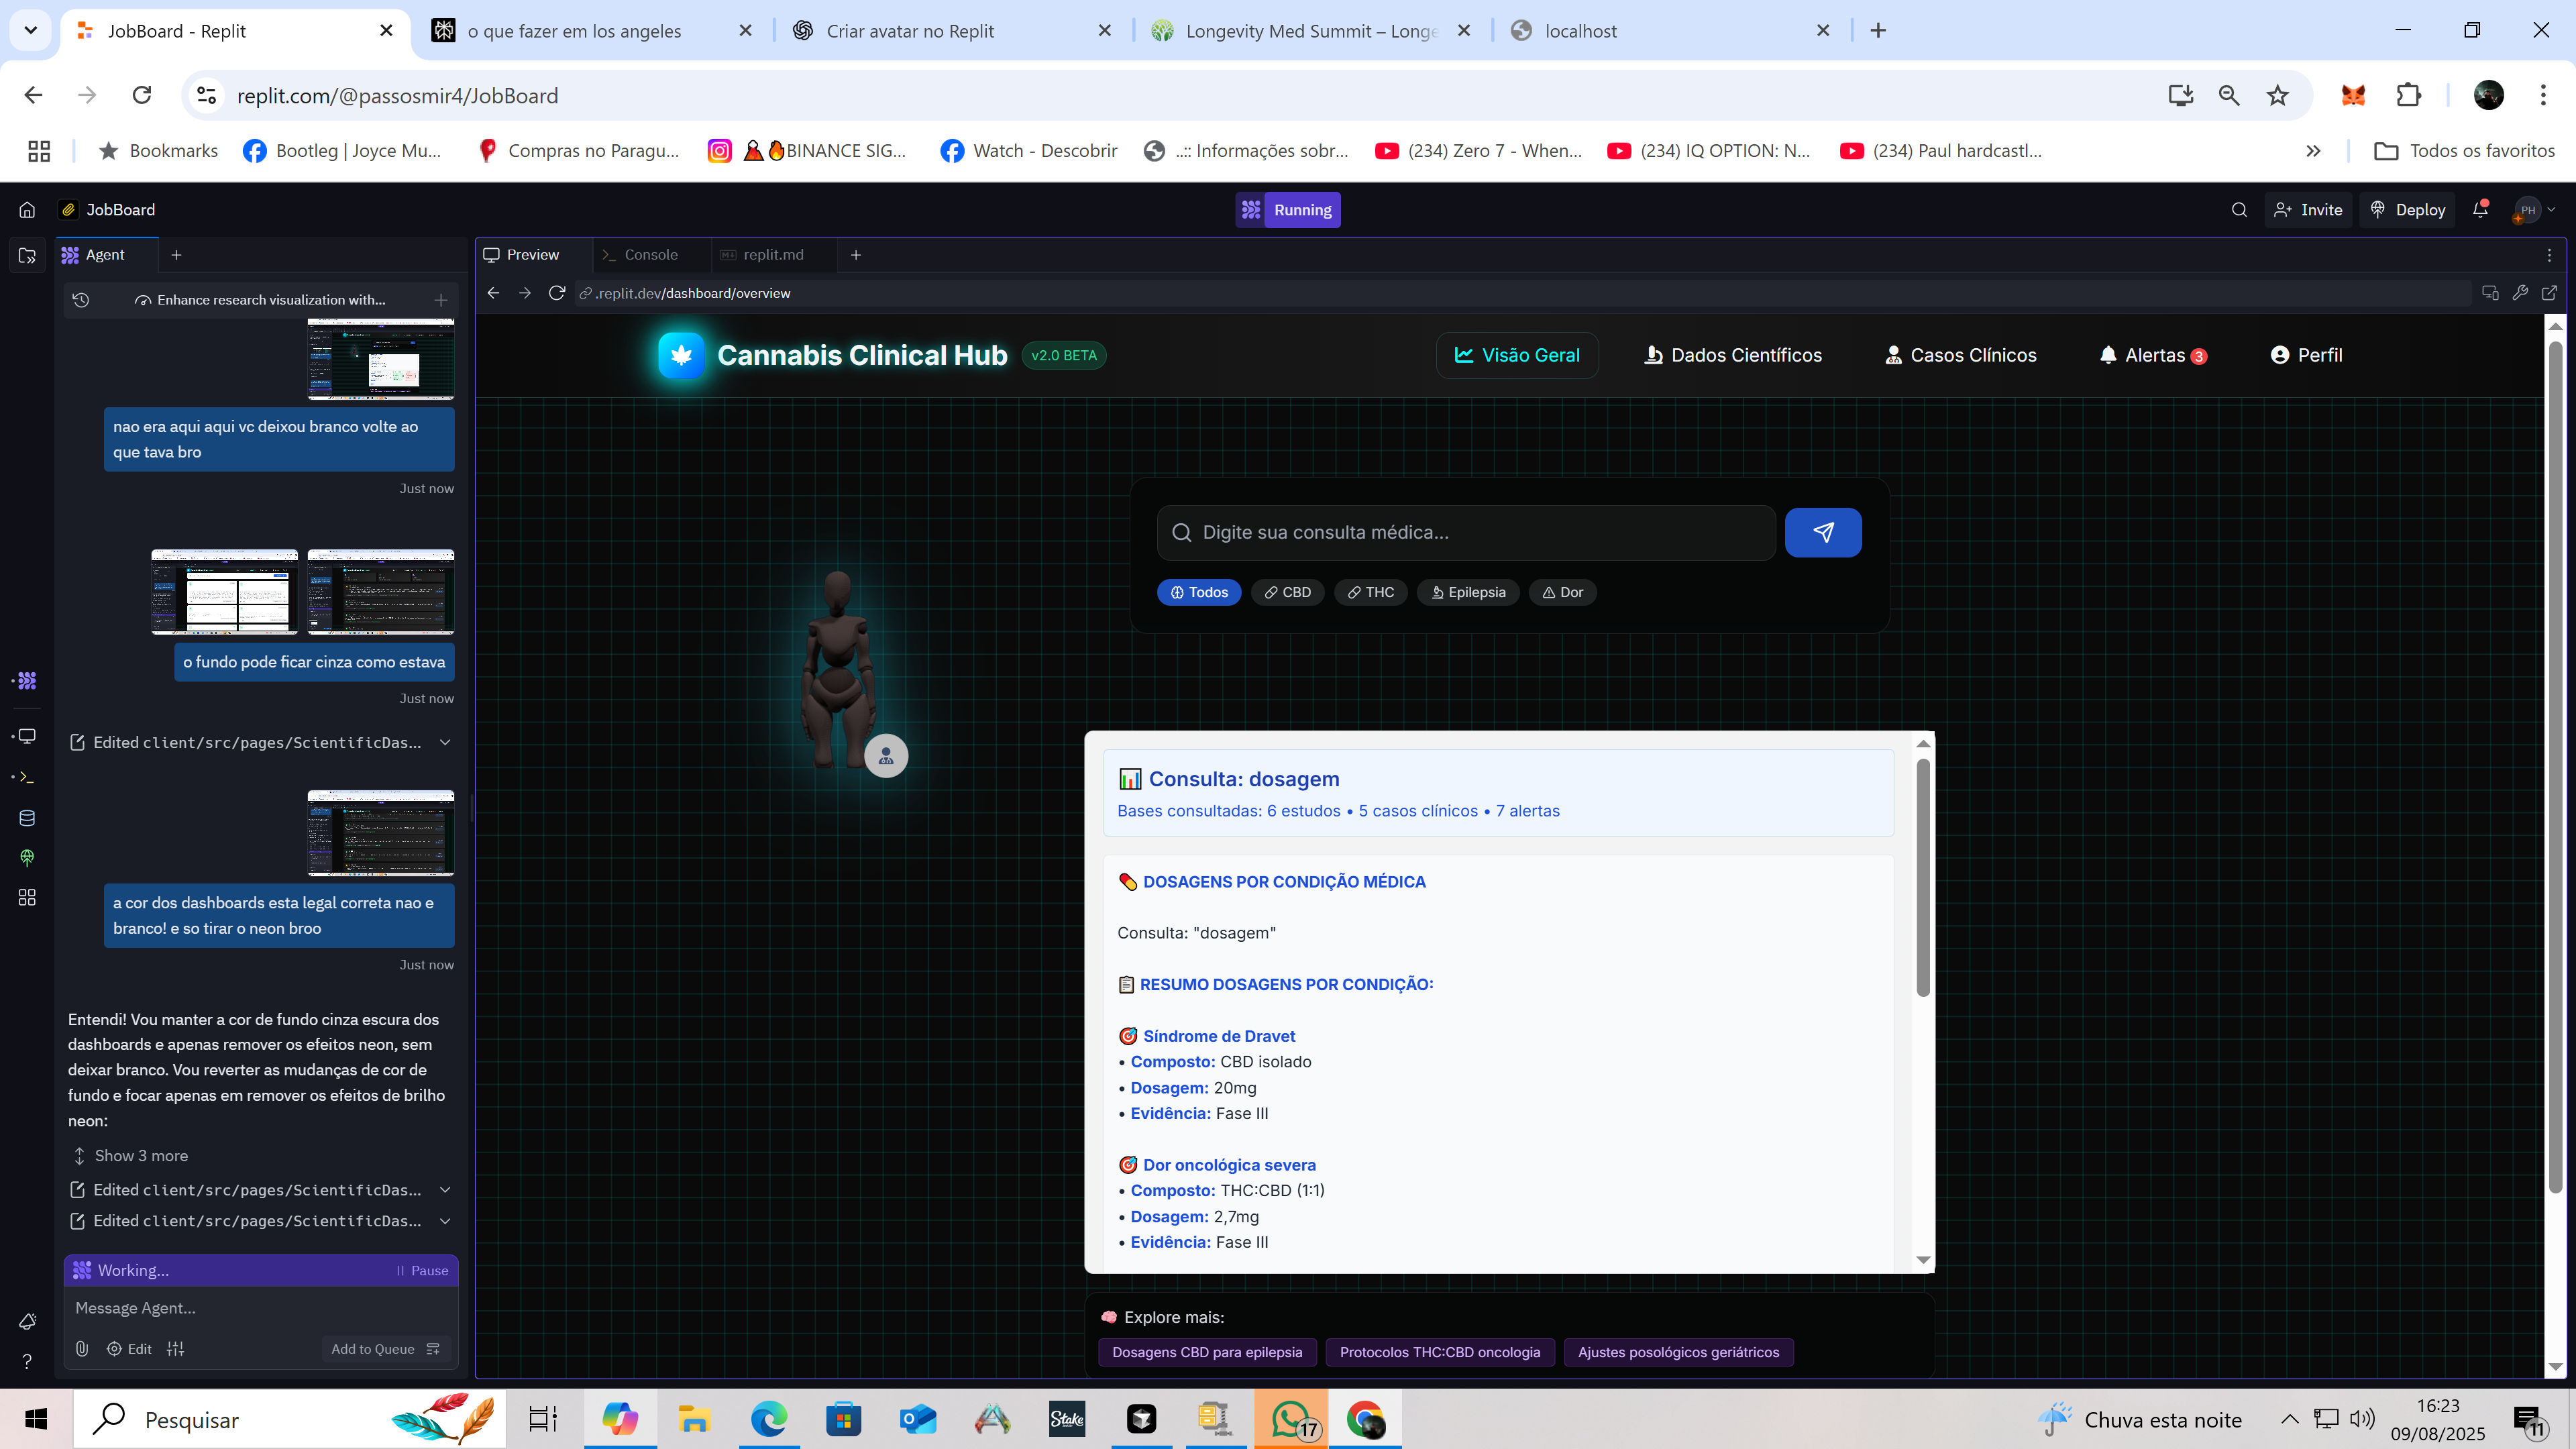 JobBoard - Replit
o que fazer em los angeles
Criar avatar no Replit
Longevity Med Summit – Longe
localhost
replit.com/@passosmir4/JobBoard
Bookmarks
Bootleg | Joyce Mu...
Compras no Paragu...
BINANCE SIG...
Watch - Descobrir
..:: Informações sobr...
(234) Zero 7 - When...
(234) IQ OPTION: N...
(234) Paul hardcastl...
Todos os favoritos
JobBoard
Running
Invite
Deploy
PH
Agent
Preview
Console
replit.md
Enhance research visualization with...
.replit.dev/dashboard/overview
nao era aqui aqui vc deixou branco volte ao
que tava bro
Just now
o fundo pode ficar cinza como estava
Just now
Edited client/src/pages/ScientificDas...
a cor dos dashboards esta legal correta nao e
branco! e so tirar o neon broo
Just now
Entendi! Vou manter a cor de fundo cinza escura dos
dashboards e apenas remover os efeitos neon, sem
deixar branco. Vou reverter as mudanças de cor de
fundo e focar apenas em remover os efeitos de brilho
neon:
Show 3 more
Edited client/src/pages/ScientificDas...
Edited client/src/pages/ScientificDas...
Working...
Pause
Message Agent...
Edit
Add to Queue
Cannabis Clinical Hub
v2.0 BETA
Visão Geral
Dados Científicos
Casos Clínicos
Alertas 3
Perfil
Digite sua consulta médica...
Todos
CBD
THC
Epilepsia
Dor
📊 Consulta: dosagem
Bases consultadas: 6 estudos • 5 casos clínicos • 7 alertas
💊 DOSAGENS POR CONDIÇÃO MÉDICA
Consulta: "dosagem"
📋 RESUMO DOSAGENS POR CONDIÇÃO:
🎯 Síndrome de Dravet
• Composto: CBD isolado
• Dosagem: 20mg
• Evidência: Fase III
🎯 Dor oncológica severa
• Composto: THC:CBD (1:1)
• Dosagem: 2,7mg
• Evidência: Fase III
🧠 Explore mais:
Dosagens CBD para epilepsia
Protocolos THC:CBD oncologia
Ajustes posológicos geriátricos
Pesquisar
Stake
17
Chuva esta noite
16:23
09/08/2025
11